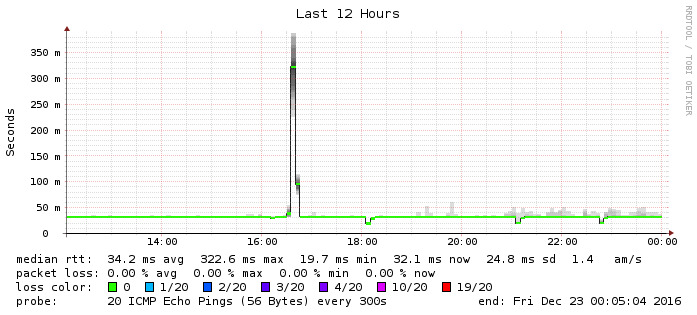 Last 12 Hours
RRDTOOL / TOBI OETIKER
Seconds
350 m
300 m
250 m
200 m
150 m
100 m
50 m
0
14:00 16:00 18:00 20:00 22:00 00:00
median rtt: 34.2 ms avg 322.6 ms max 19.7 ms min 32.1 ms now 24.8 ms sd 1.4 am/s
packet loss: 0.00 % avg 0.00 % max 0.00 % min 0.00 % now
loss color: 0 1/20 2/20 3/20 4/20 10/20 19/20
probe: 20 ICMP Echo Pings (56 Bytes) every 300s end: Fri Dec 23 00:05:04 2016